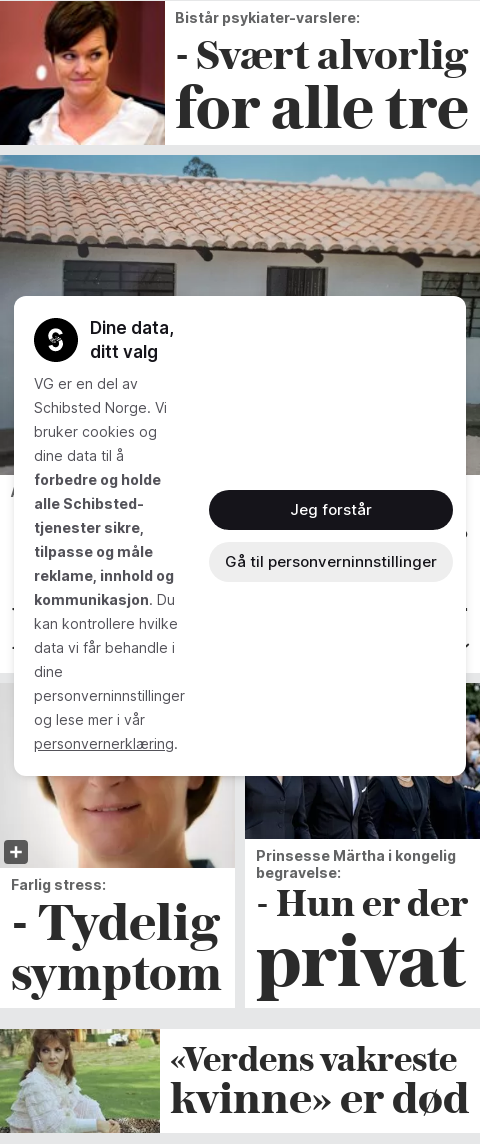 Bistår psykiater-varslere:
- Svært alvorlig
for alle tre
Dine data,
ditt valg
VG er en del av
Schibsted Norge. Vi
bruker cookies og
dine data til å
forbedre og holde
alle Schibsted-
tjenester sikre,
tilpasse og måle
reklame, innhold og
kommunikasjon. Du
kan kontrollere hvilke
data vi får behandle i
dine
personverninnstillinger
og lese mer i vår
personvernerklæring.
Jeg forstår
Gå til personverninnstillinger
Farlig stress:
- Tydelig
symptom
Prinsesse Märtha i kongelig
begravelse:
- Hun er der
privat
«Verdens vakreste
kvinne» er død